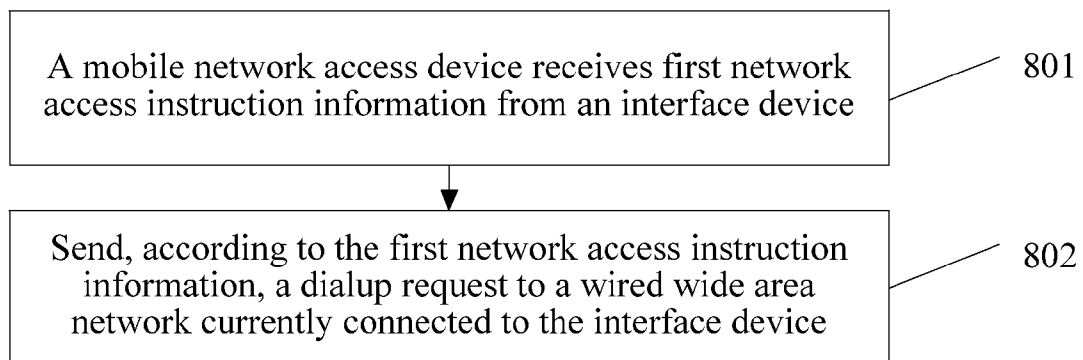 A mobile network access device receives first network
access instruction information from an interface device
801
Send, according to the first network access instruction
information, a dialup request to a wired wide area
network currently connected to the interface device
802